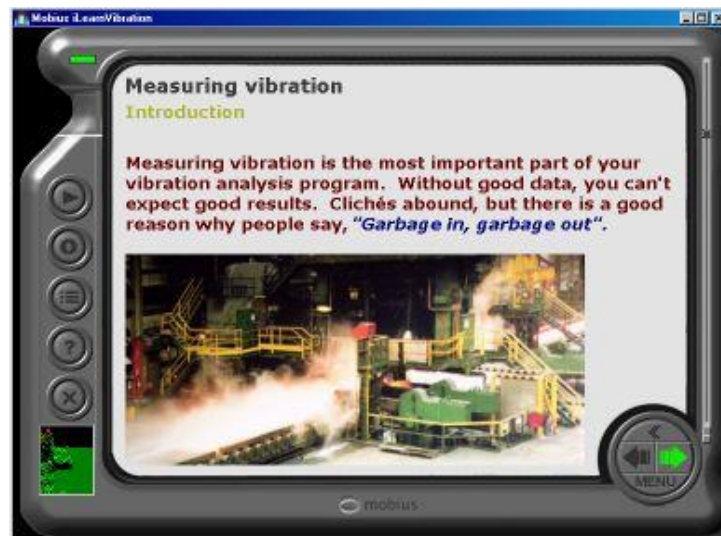 Mobius iLearnVibration
Measuring vibration
Introduction
Measuring vibration is the most important part of your
vibration analysis program.  Without good data, you can't
expect good results.  Clichés abound, but there is a good
reason why people say, "Garbage in, garbage out".
?
MENU
mobius